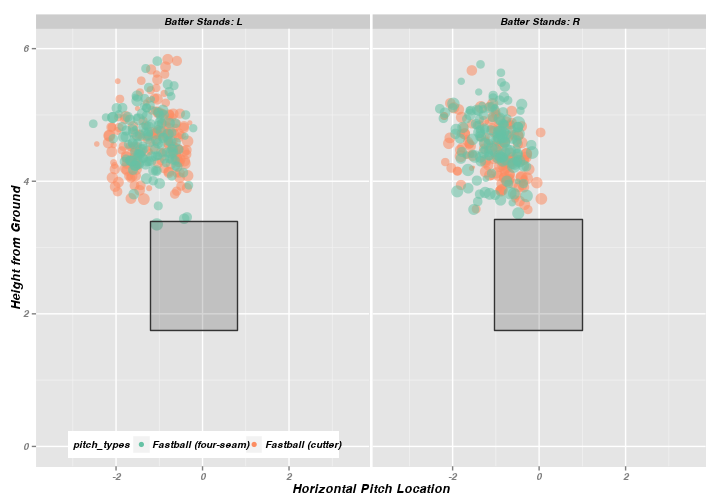 Batter Stands: L
Batter Stands: R
Height from Ground
6
4
2
0
pitch_types
Fastball (four-seam)
Fastball (cutter)
-2
0
2
-2
0
2
Horizontal Pitch Location